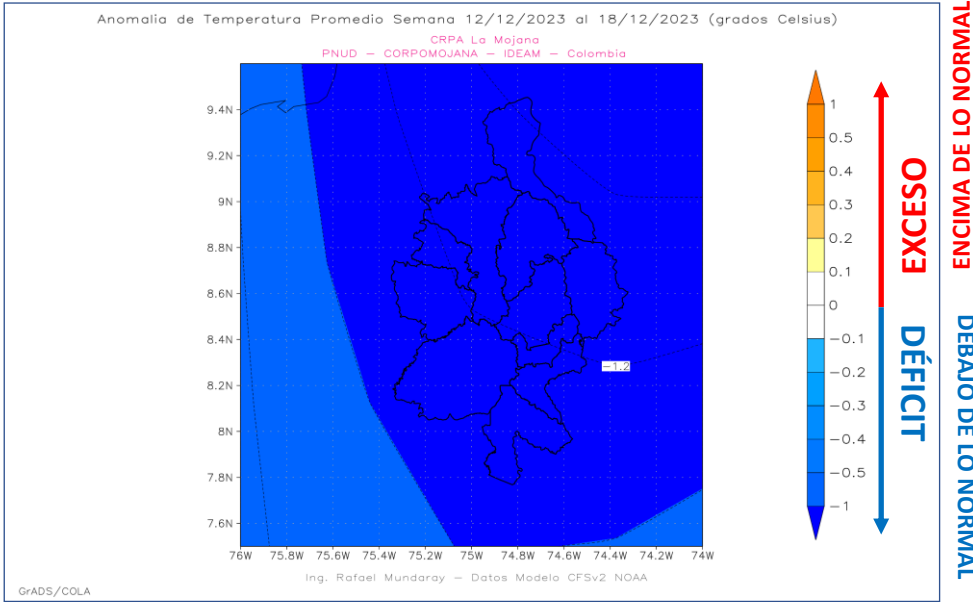 Anomalia de Temperatura Promedio Semana 12/12/2023 al 18/12/2023 (grados Celsius)
CRPA La Mojana
PNUD – CORPOMOJANA – IDEAM – Colombia
9.4N
9.2N
9N
8.8N
8.6N
8.4N
8.2N
8N
7.8N
7.6N
76W 75.8W 75.6W 75.4W 75.2W 75W 74.8W 74.6W 74.4W 74.2W 74W
−1.2
1
0.5
0.4
0.3
0.2
0.1
0
−0.1
−0.2
−0.3
−0.4
−0.5
−1
EXCESO
DÉFICIT
ENCIMA DE LO NORMAL
DEBAJO DE LO NORMAL
Ing. Rafael Mundaray – Datos Modelo CFSv2 NOAA
GrADS/COLA